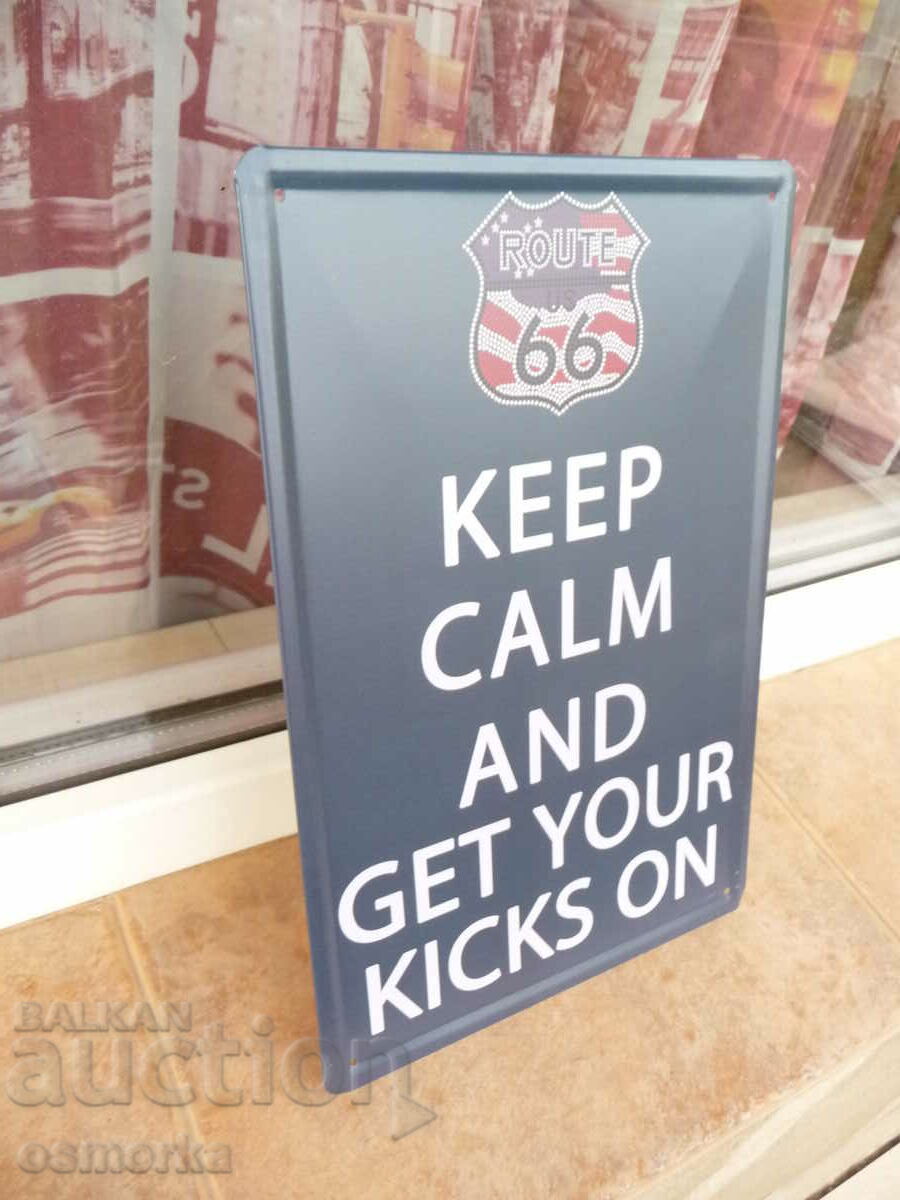 ROUTE
US
66
KEEP
CALM
AND
GET YOUR
KICKS ON
BALKAN
auction
osmorka